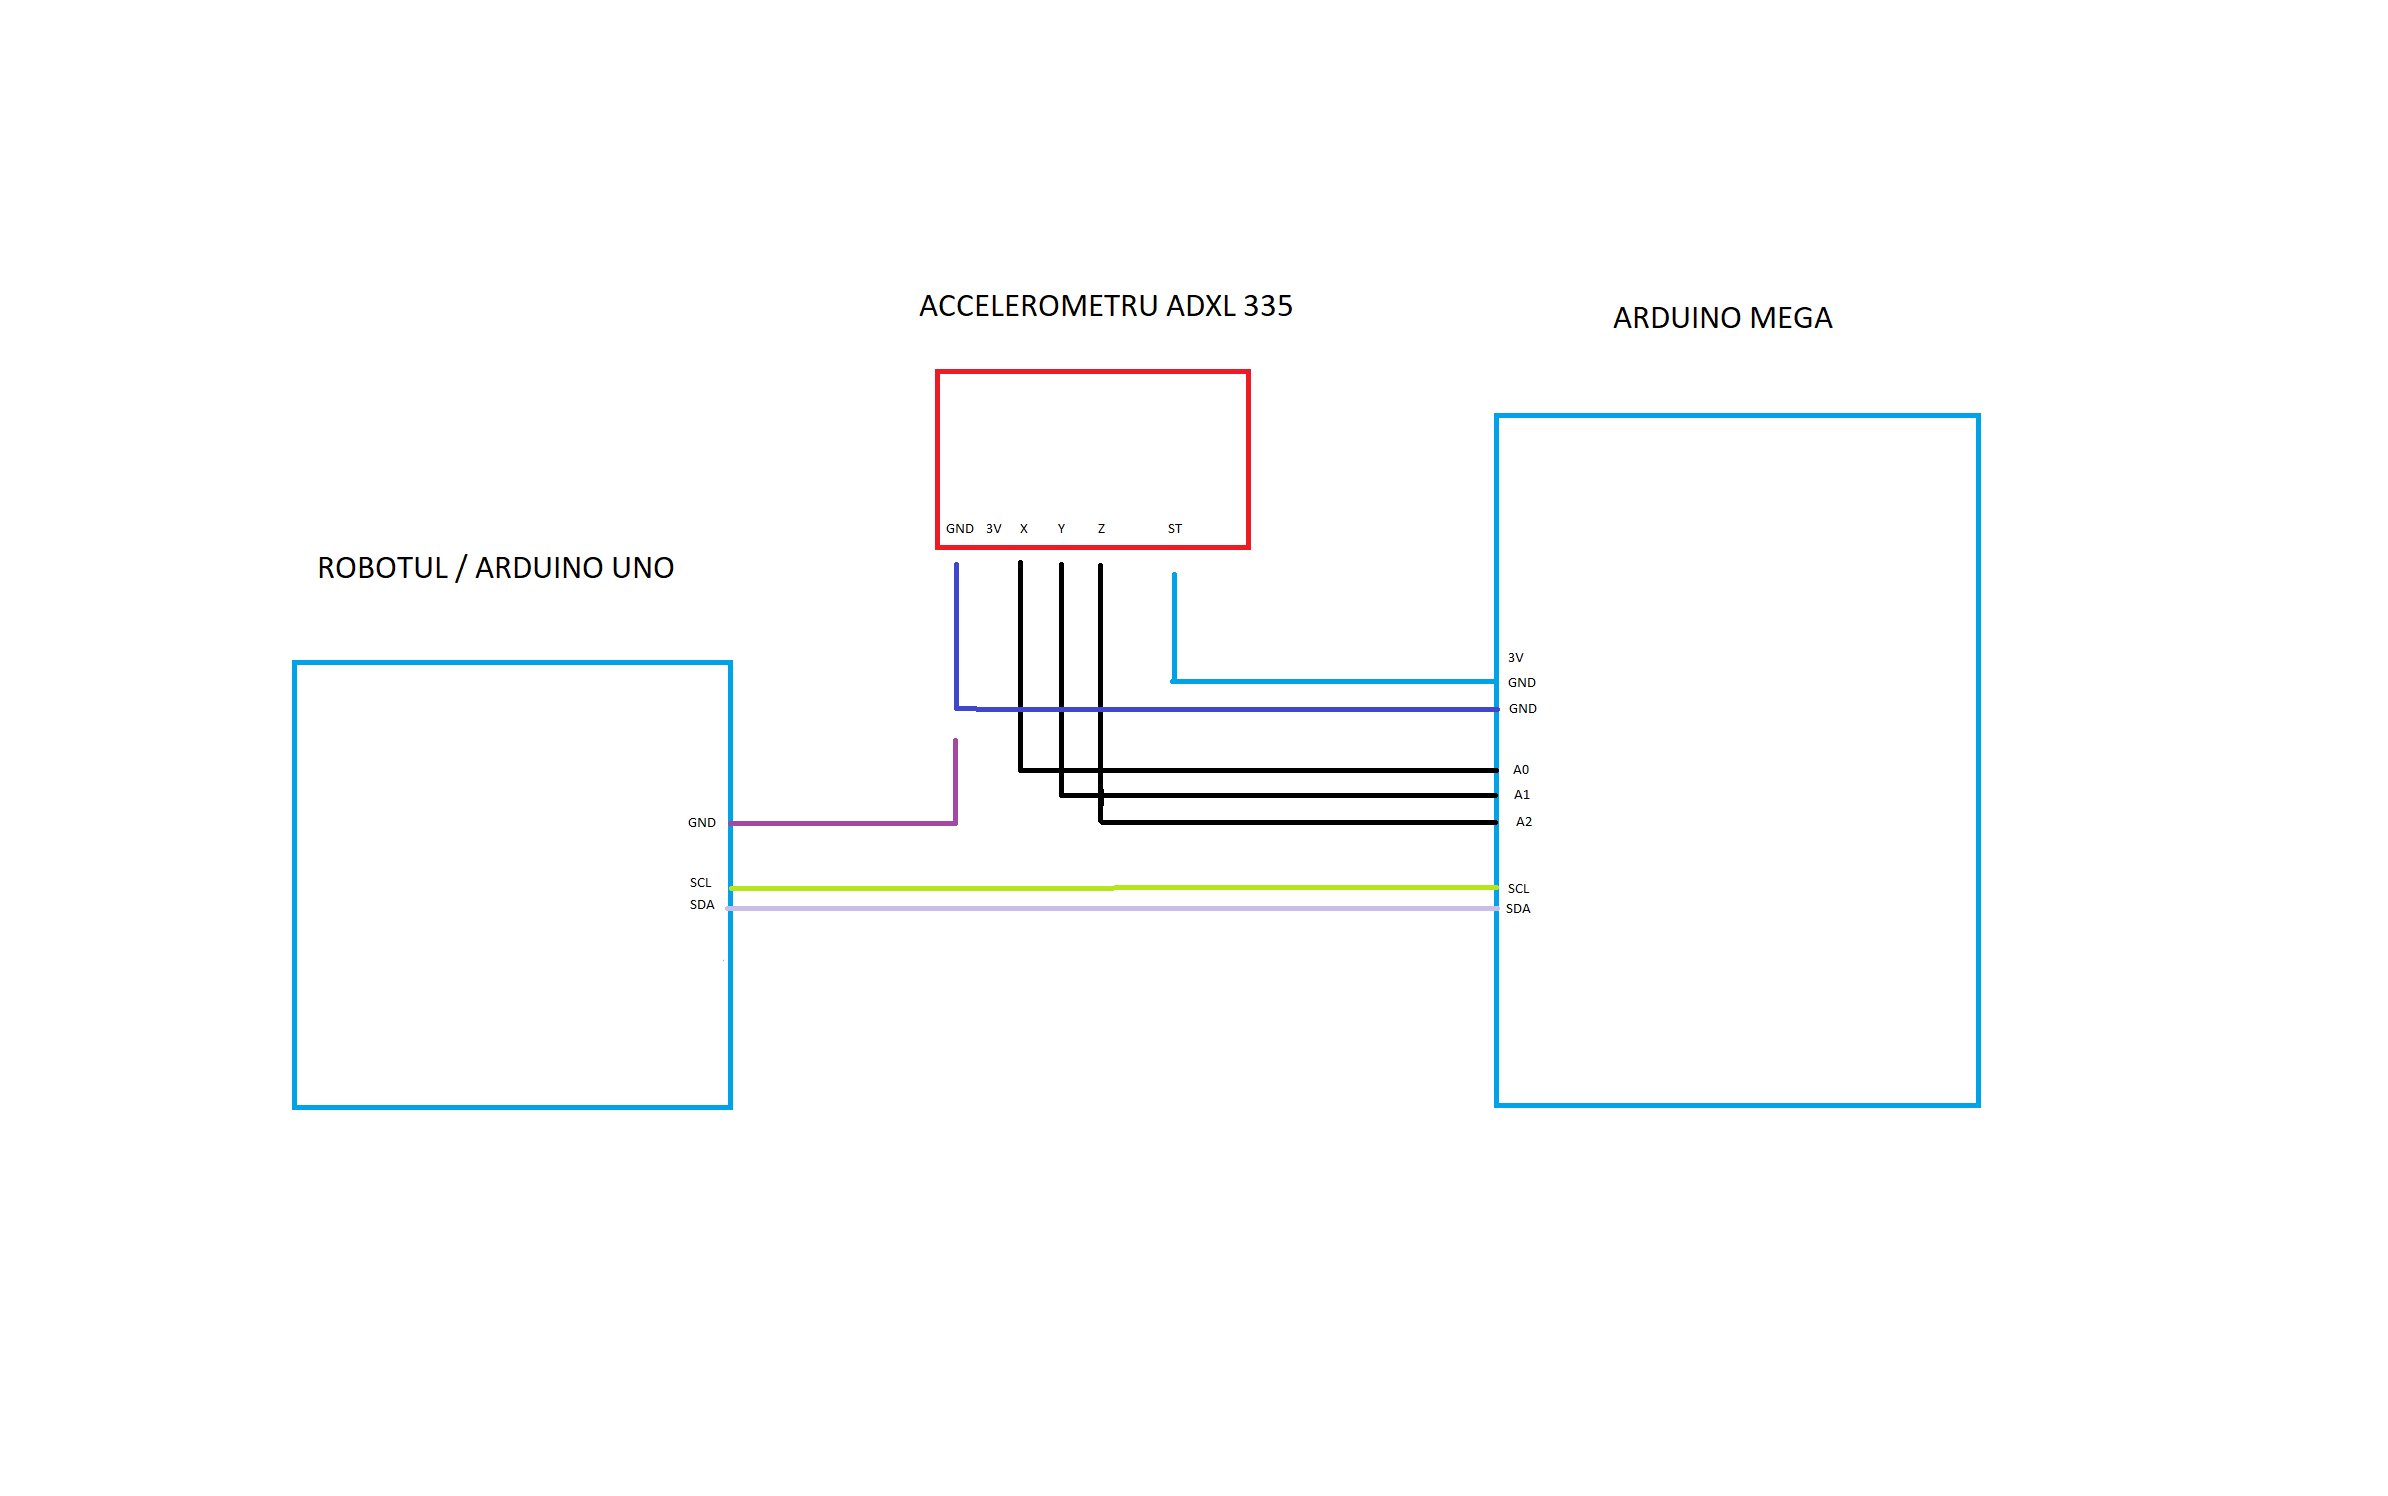 ACCELEROMETRU ADXL 335
ARDUINO MEGA
GND 3V X Y Z ST
ROBOTUL / ARDUINO UNO
3V
GND
GND
A0
A1
A2
GND
SCL
SDA
SCL
SDA